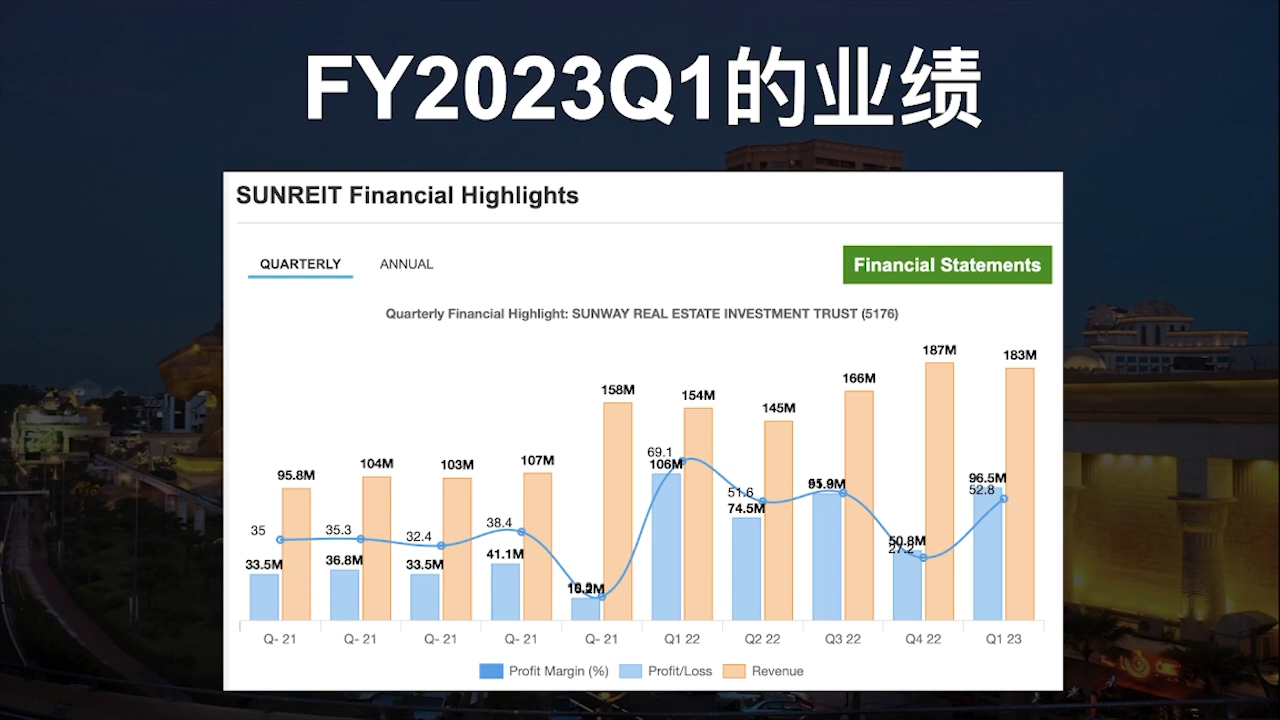 FY2023Q1的业绩
SUNREIT Financial Highlights
QUARTERLY ANNUAL
Financial Statements
Quarterly Financial Highlight: SUNWAY REAL ESTATE INVESTMENT TRUST (5176)
187M
183M
166M
158M
154M
145M
69.1
106M
107M
104M
103M
95.8M
96.5M
52.8
51.6
74.5M
91.9M
38.4
35
35.3
32.4
50.8M
27.2
41.1M
33.5M
36.8M
33.5M
Q- 21 Q- 21 Q- 21 Q- 21 Q- 21 Q1 22 Q2 22 Q3 22 Q4 22 Q1 23
Profit Margin (%) Profit/Loss Revenue